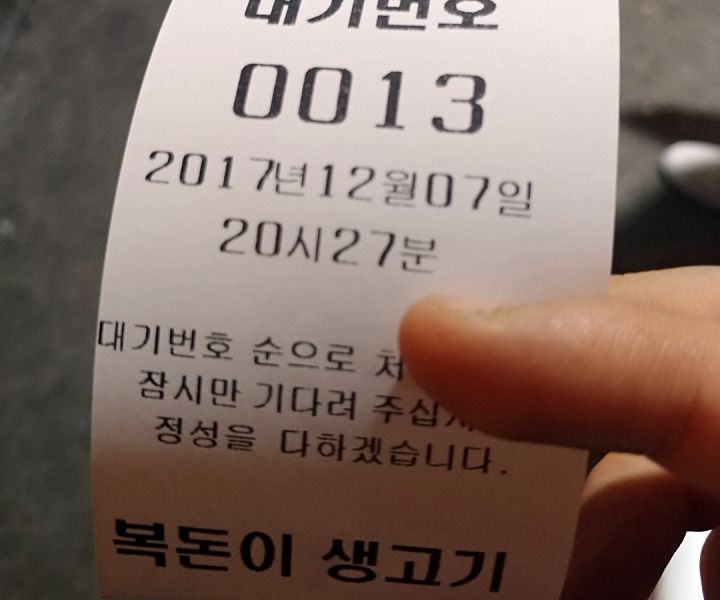 대기번호
0013
2017년12월07일
20시27분
대기번호 순으로
잠시만 기다려
정성을 다하겠습니다.
복돈이 생고기